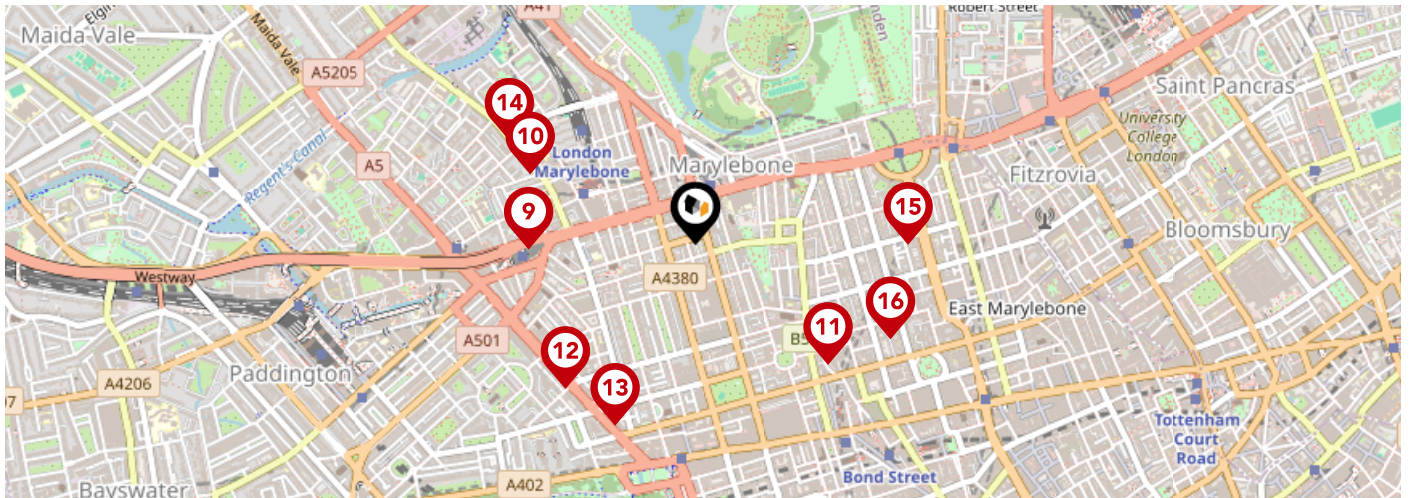 Maida Vale
Elgin
Maida Vale
A41
Robert Street
A5205
Saint Pancras
14
10
University
College
London
London
Marylebone
Regent's Canal
A5
Marylebone
Fitzrovia
9
15
Bloomsbury
Westway
A4380
16
East Marylebone
11
B5
A501
12
Paddington
A4206
13
07
Tottenham
Court
Road
Bond Street
A402
Bayswater